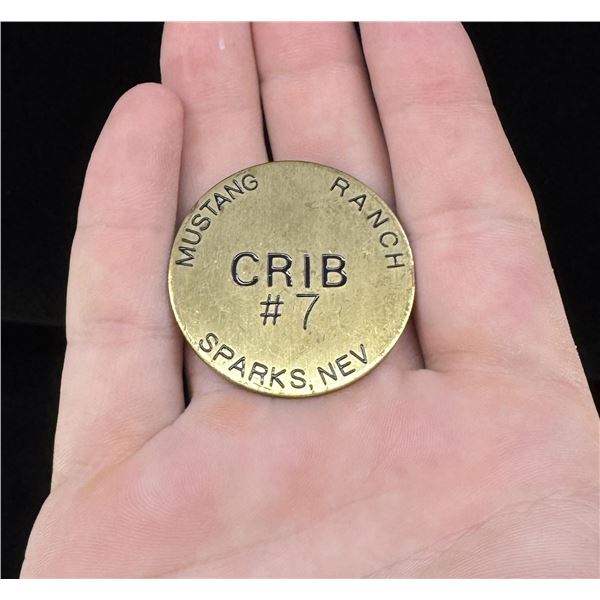 MUSTANG RANCH
CRIB
#7
SPARKS, NEV